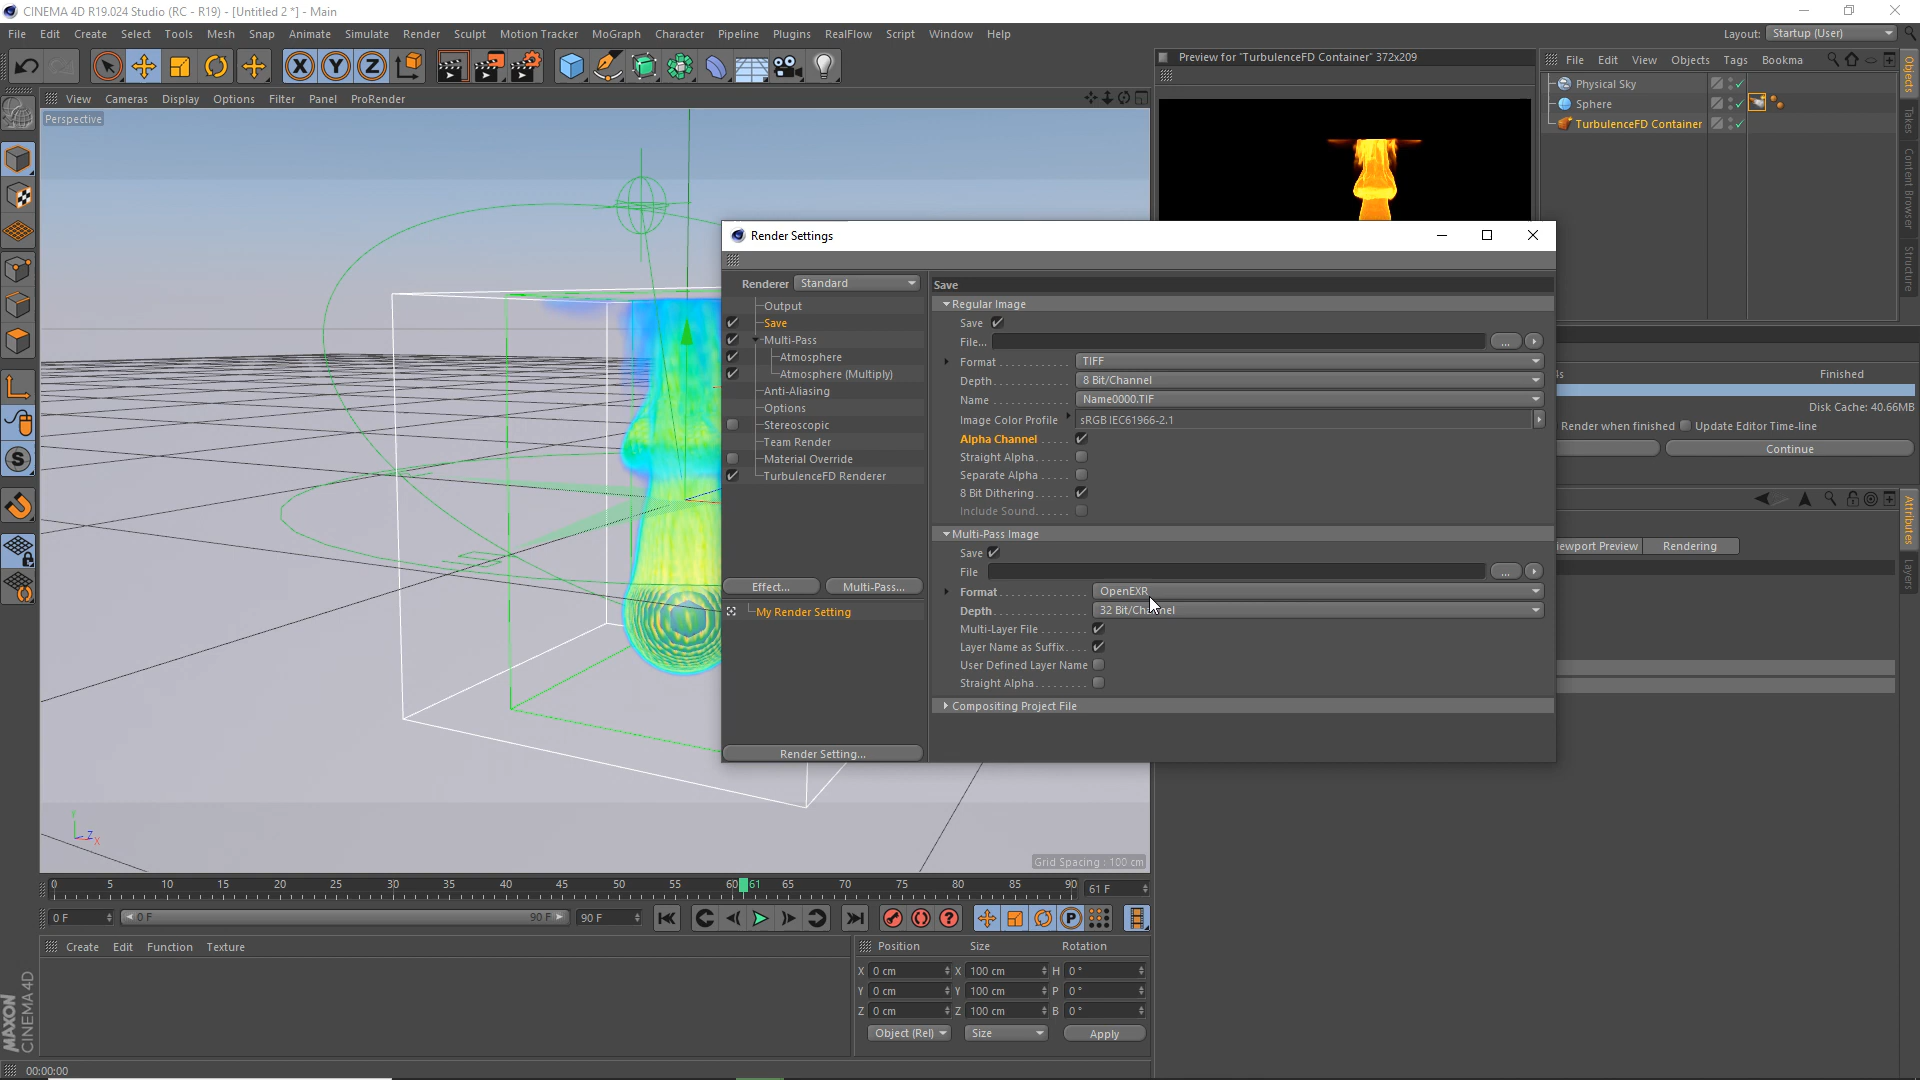 CINEMA 4D R19.024 Studio (RC - R19) - [Untitled 2 *] - Main
File Edit Create Select Tools Mesh Snap Animate Simulate Render Sculpt Motion Tracker MoGraph Character Pipeline Plugins RealFlow Script Window Help
Layout: Startup (User)
View Cameras Display Options Filter Panel ProRender
Perspective
Preview for "TurbulenceFD Container" 372x209
File Edit View Objects Tags Bookma
Physical Sky
Sphere
TurbulenceFD Container
Objects
Takes
Content Browser
Structure
Render Settings
Renderer Standard
Output
Save
Multi-Pass
Atmosphere
Atmosphere (Multiply)
Anti-Aliasing
Options
Stereoscopic
Team Render
Material Override
TurbulenceFD Renderer
Effect...
Multi-Pass...
My Render Setting
Render Setting...
Save
Regular Image
Save
File...
...
Format TIFF
Depth 8 Bit/Channel
Name Name0000.TIF
Image Color Profile sRGB IEC61966-2.1
Alpha Channel
Straight Alpha
Separate Alpha
8 Bit Dithering
Include Sound
Multi-Pass Image
Save
File
...
Format OpenEXR
Depth 32 Bit/Channel
Multi-Layer File
Layer Name as Suffix
User Defined Layer Name
Straight Alpha
Compositing Project File
Finished
Disk Cache: 40.66MB
Render when finished Update Editor Time-line
Continue
ewport Preview Rendering
Attributes
Layers
Grid Spacing : 100 cm
Y
Z
X
0 5 10 15 20 25 30 35 40 45 50 55 60 61 65 70 75 80 85 90
61 F
0 F 0 F 90 F 90 F
Create Edit Function Texture
Position Size Rotation
X 0 cm X 100 cm H 0 °
Y 0 cm Y 100 cm P 0 °
Z 0 cm Z 100 cm B 0 °
Object (Rel) Size Apply
MAXON
CINEMA 4D
00:00:00